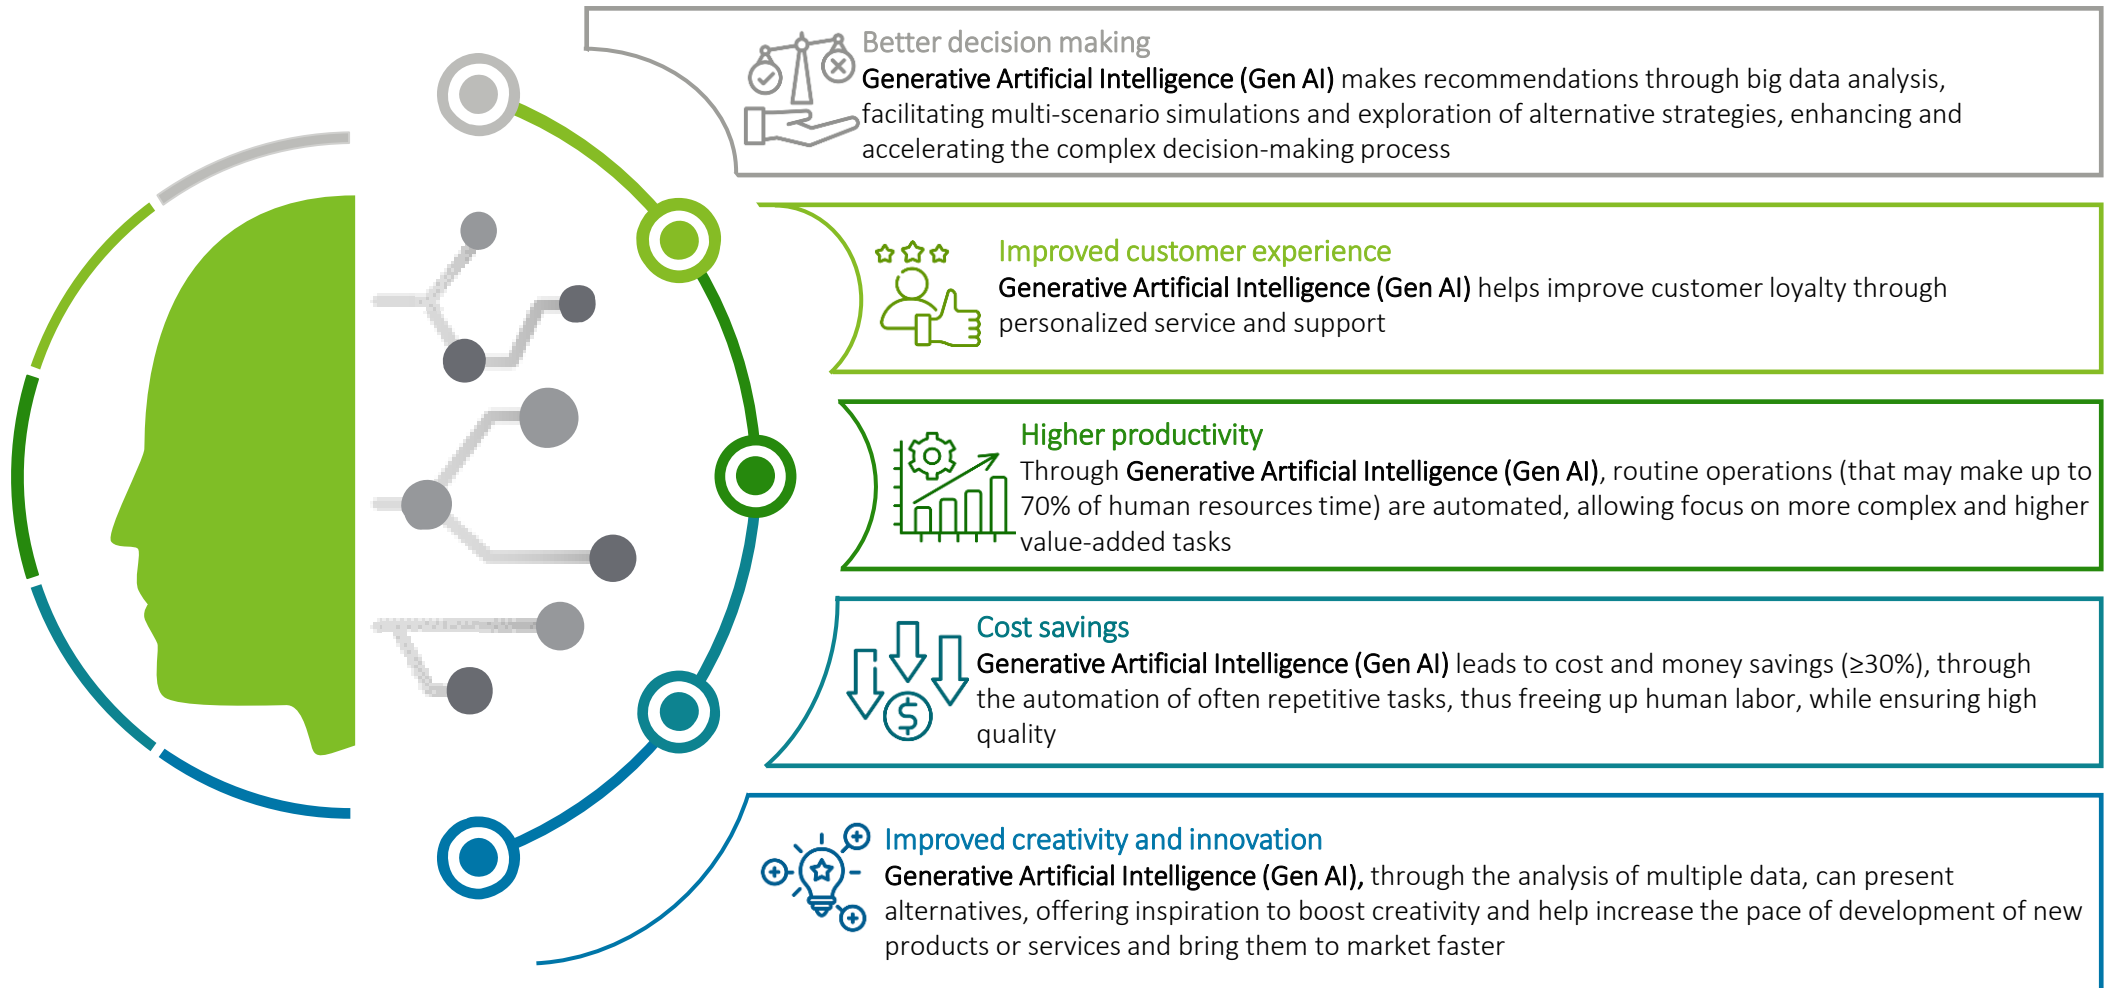 Better decision making
Generative Artificial Intelligence (Gen AI) makes recommendations through big data analysis,
facilitating multi-scenario simulations and exploration of alternative strategies, enhancing and
accelerating the complex decision-making process
Improved customer experience
Generative Artificial Intelligence (Gen AI) helps improve customer loyalty through
personalized service and support
Higher productivity
Through Generative Artificial Intelligence (Gen AI), routine operations (that may make up to
70% of human resources time) are automated, allowing focus on more complex and higher
value-added tasks
Cost savings
Generative Artificial Intelligence (Gen AI) leads to cost and money savings (≥30%), through
the automation of often repetitive tasks, thus freeing up human labor, while ensuring high
quality
$
Improved creativity and innovation
Generative Artificial Intelligence (Gen AI), through the analysis of multiple data, can present
alternatives, offering inspiration to boost creativity and help increase the pace of development of new
products or services and bring them to market faster